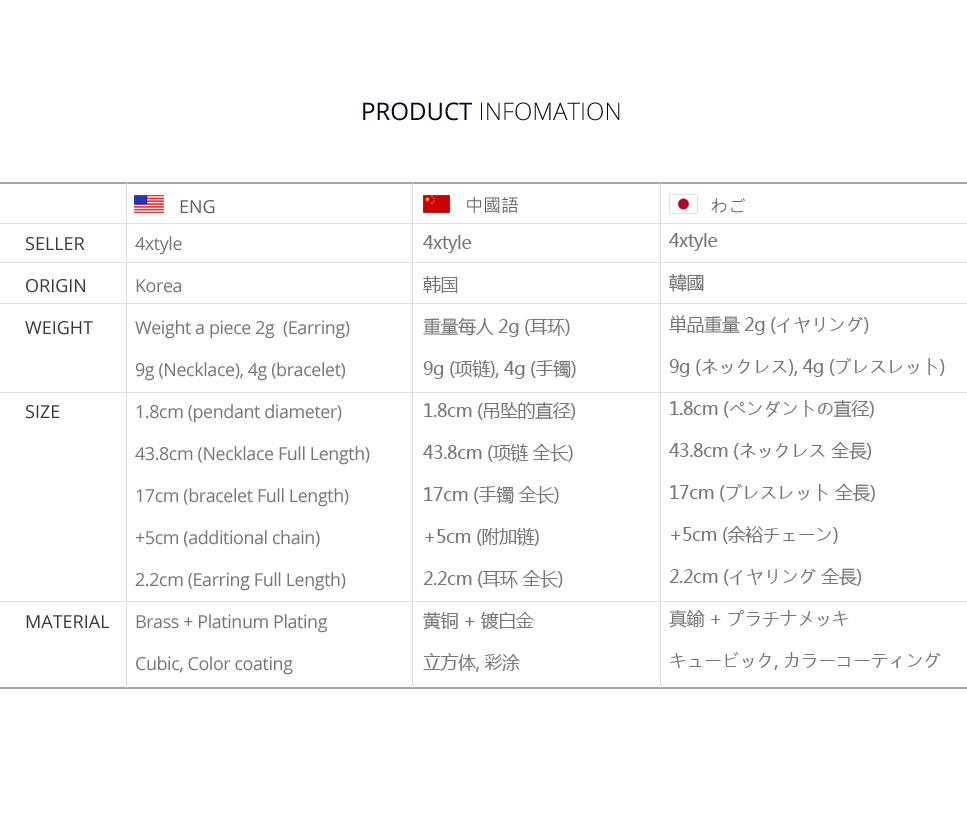 PRODUCT INFOMATION
ENG 中國語 わご
SELLER 4xtyle 4xtyle 4xtyle
ORIGIN Korea 韩国 韓國
WEIGHT Weight a piece 2g (Earring) 重量每人 2g (耳环) 単品重量 2g (イヤリング)
9g (Necklace), 4g (bracelet) 9g (项链), 4g (手镯) 9g (ネックレス), 4g (ブレスレット)
SIZE 1.8cm (pendant diameter) 1.8cm (吊坠的直径) 1.8cm (ペンダントの直径)
43.8cm (Necklace Full Length) 43.8cm (项链 全长) 43.8cm (ネックレス 全長)
17cm (bracelet Full Length) 17cm (手镯 全长) 17cm (ブレスレット 全長)
+5cm (additional chain) +5cm (附加链) +5cm (余裕チェーン)
2.2cm (Earring Full Length) 2.2cm (耳环 全长) 2.2cm (イヤリング 全長)
MATERIAL Brass + Platinum Plating 黄铜 + 镀白金 真鍮 + プラチナメッキ
Cubic, Color coating 立方体, 彩涂 キュービック, カラーコーティング